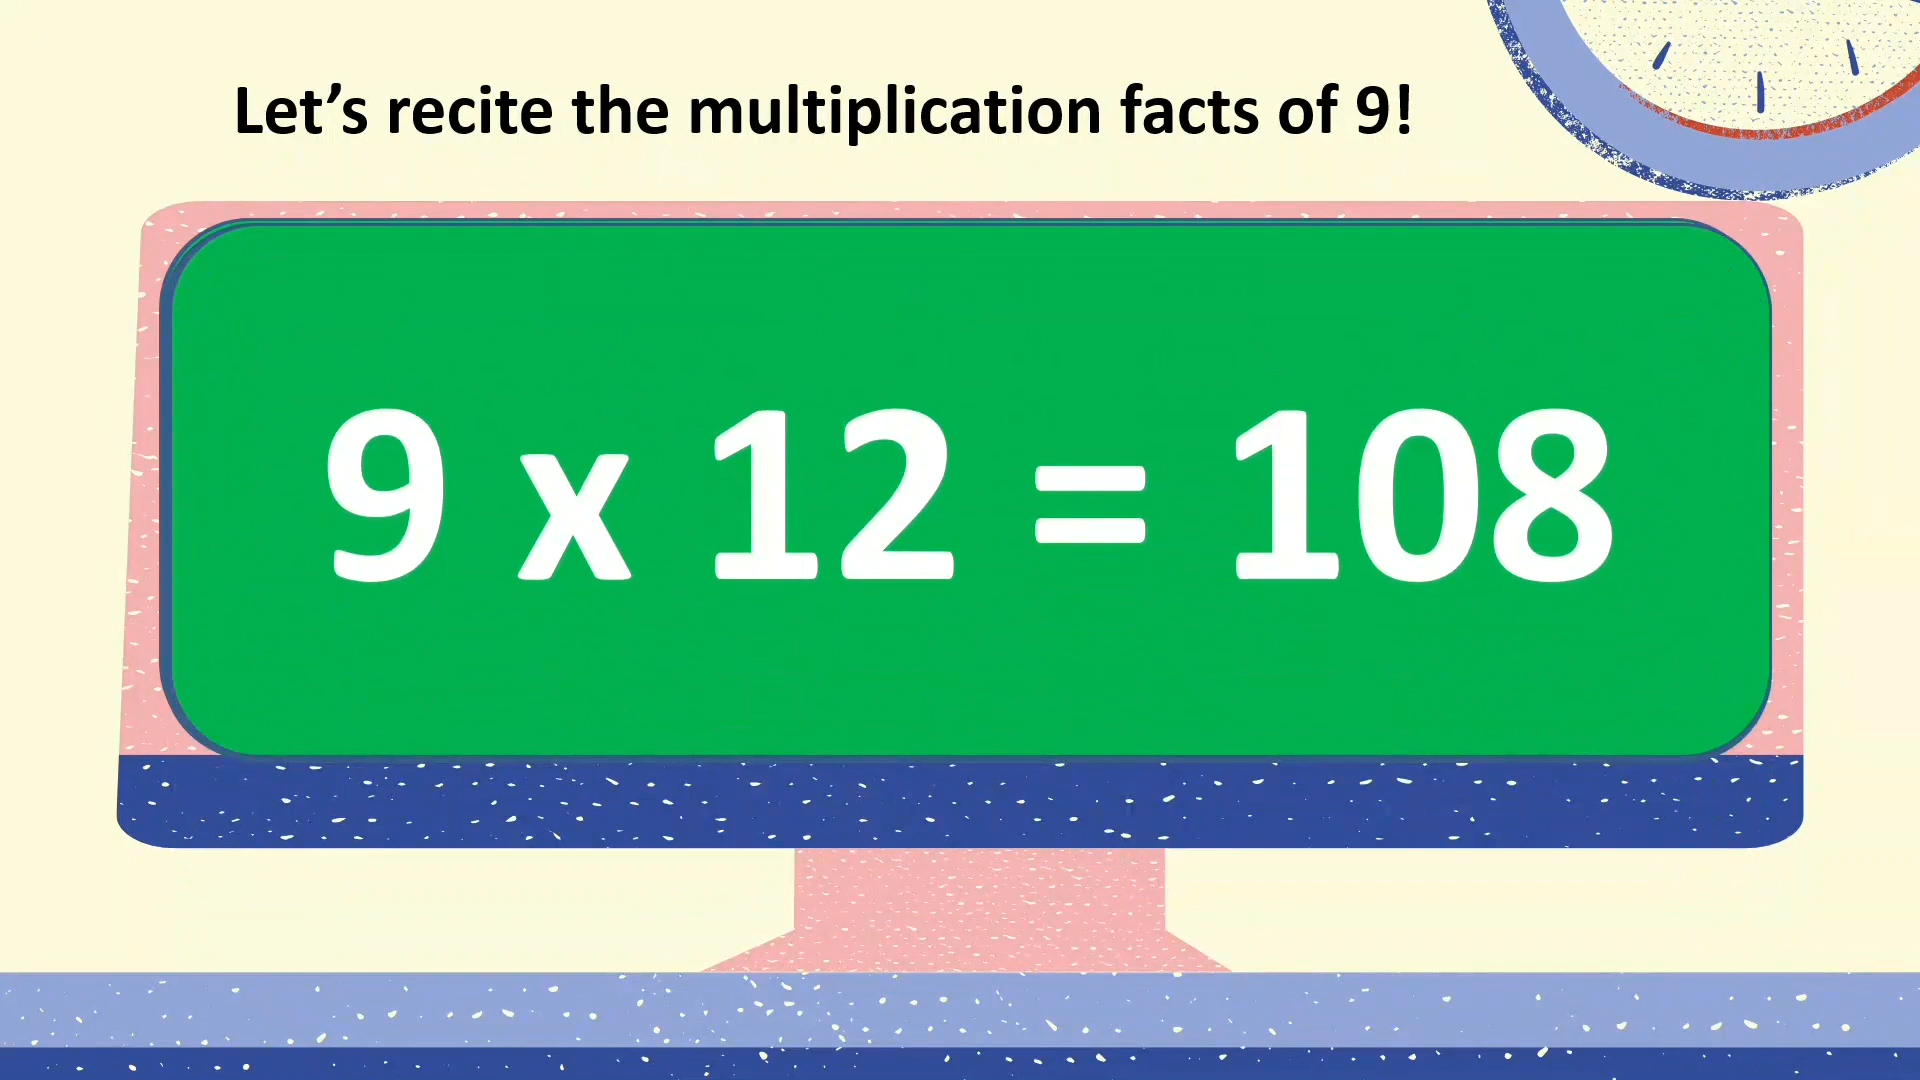 Let’s recite the multiplication facts of 9!
9 x 12 = 108